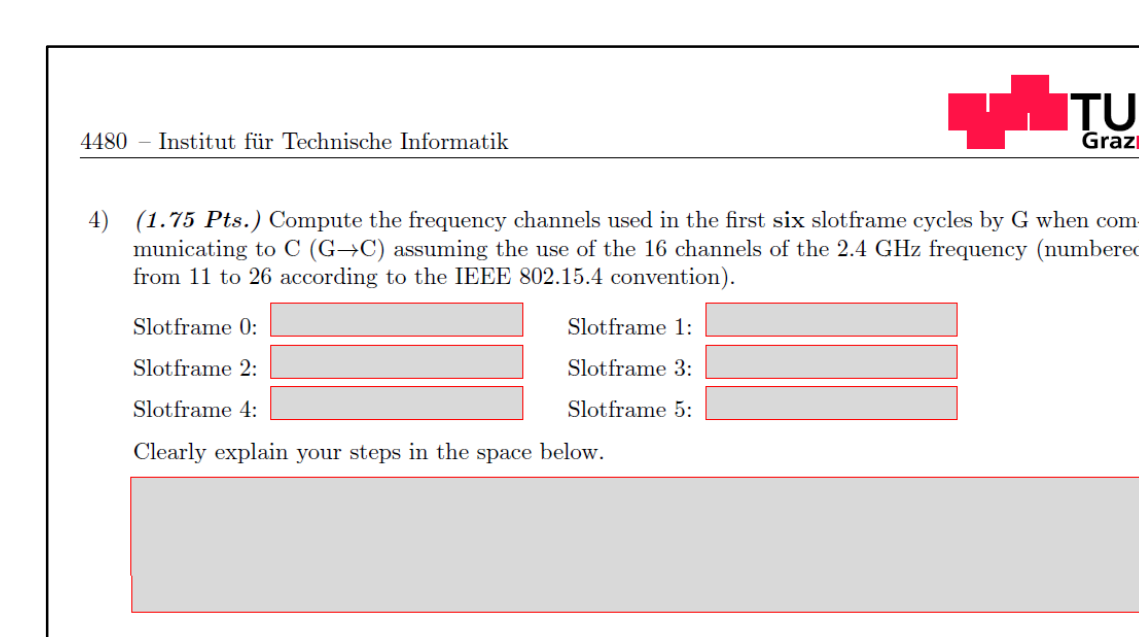 TU
Graz
4480 – Institut für Technische Informatik
4) (1.75 Pts.) Compute the frequency channels used in the first six slotframe cycles by G when com-
municating to C (G→C) assuming the use of the 16 channels of the 2.4 GHz frequency (numbered
from 11 to 26 according to the IEEE 802.15.4 convention).
Slotframe 0: Slotframe 1:
Slotframe 2: Slotframe 3:
Slotframe 4: Slotframe 5:
Clearly explain your steps in the space below.